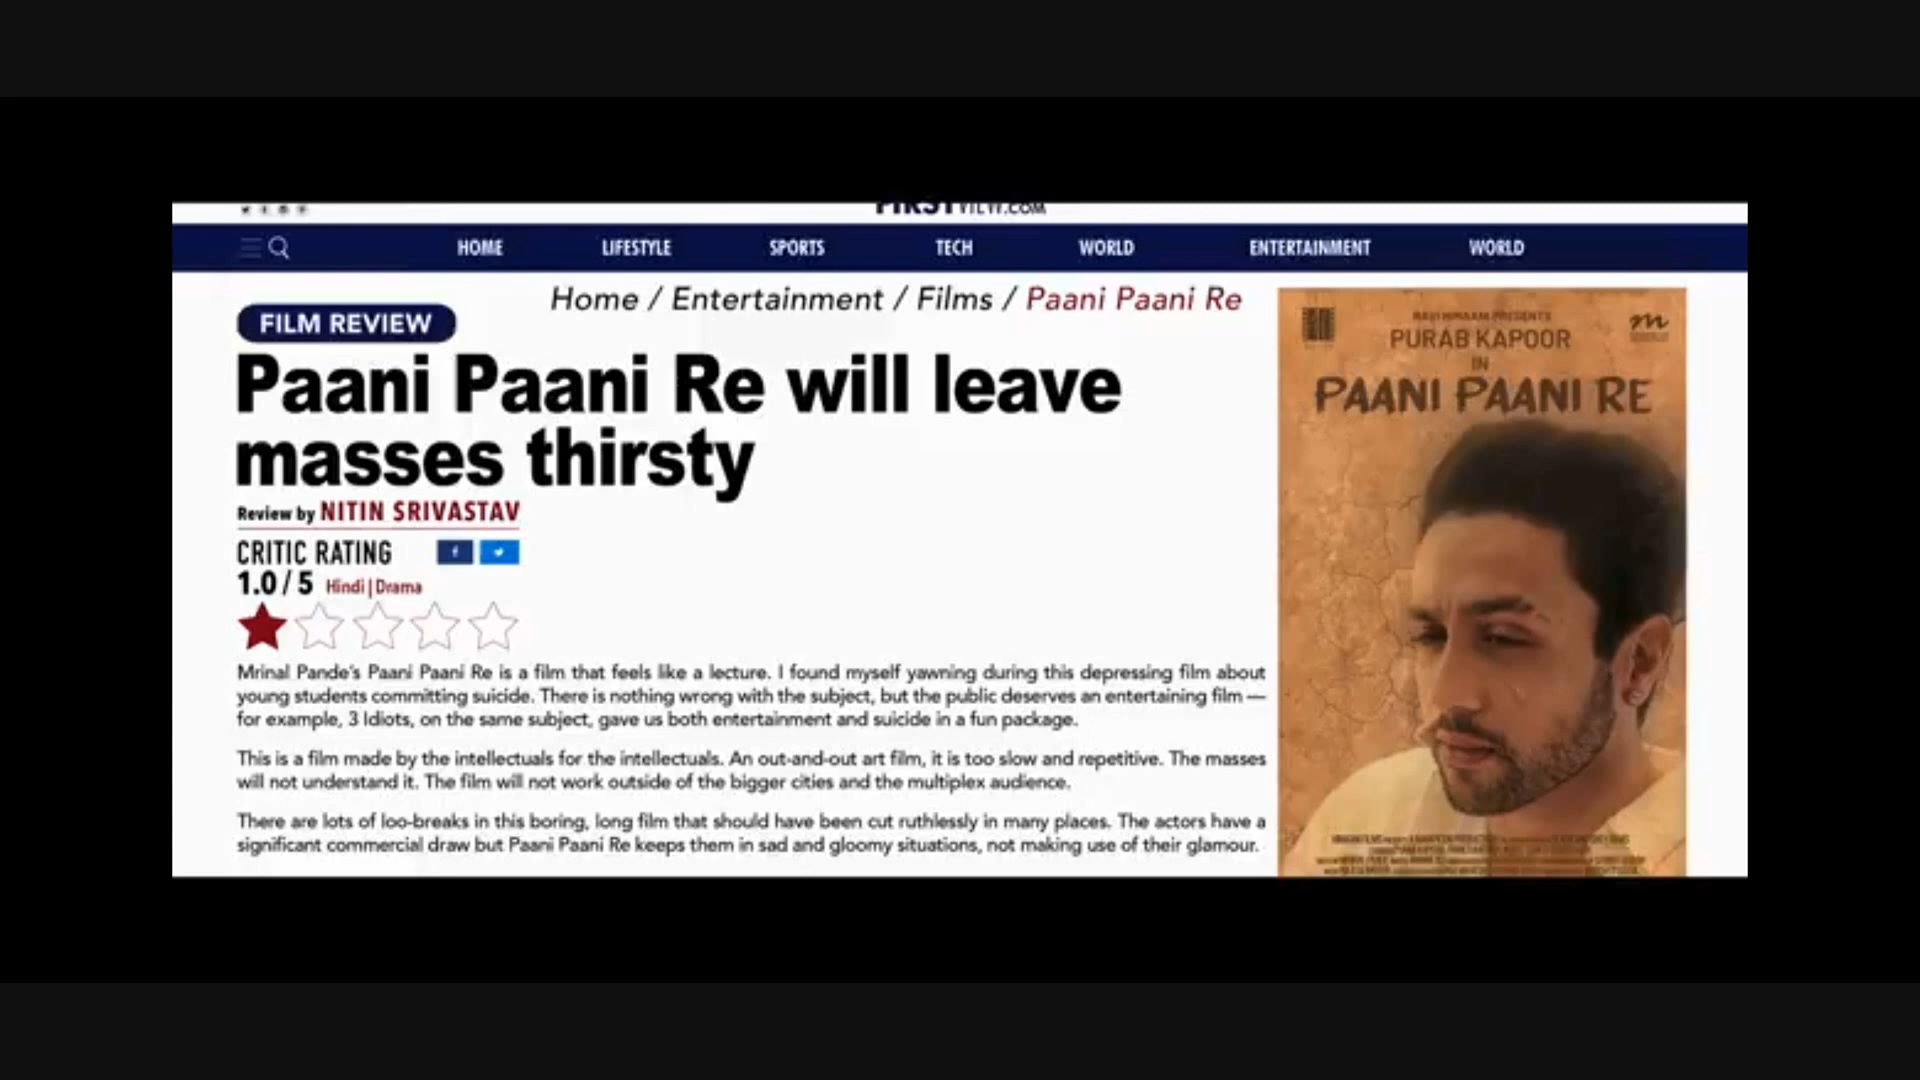 FIRSTVIEW.COM
HOME LIFESTYLE SPORTS TECH WORLD ENTERTAINMENT WORLD
Home / Entertainment / Films / Paani Paani Re
FILM REVIEW
Paani Paani Re will leave
masses thirsty
Review by NITIN SRIVASTAV
CRITIC RATING
1.0 / 5 Hindi | Drama
Mrinal Pande's Paani Paani Re is a film that feels like a lecture. I found myself yawning during this depressing film about
young students committing suicide. There is nothing wrong with the subject, but the public deserves an entertaining film —
for example, 3 Idiots, on the same subject, gave us both entertainment and suicide in a fun package.
This is a film made by the intellectuals for the intellectuals. An out-and-out art film, it is too slow and repetitive. The masses
will not understand it. The film will not work outside of the bigger cities and the multiplex audience.
There are lots of loo-breaks in this boring, long film that should have been cut ruthlessly in many places. The actors have a
significant commercial draw but Paani Paani Re keeps them in sad and gloomy situations, not making use of their glamour.
PRESENTS
PURAB KAPOOR
IN
PAANI PAANI RE